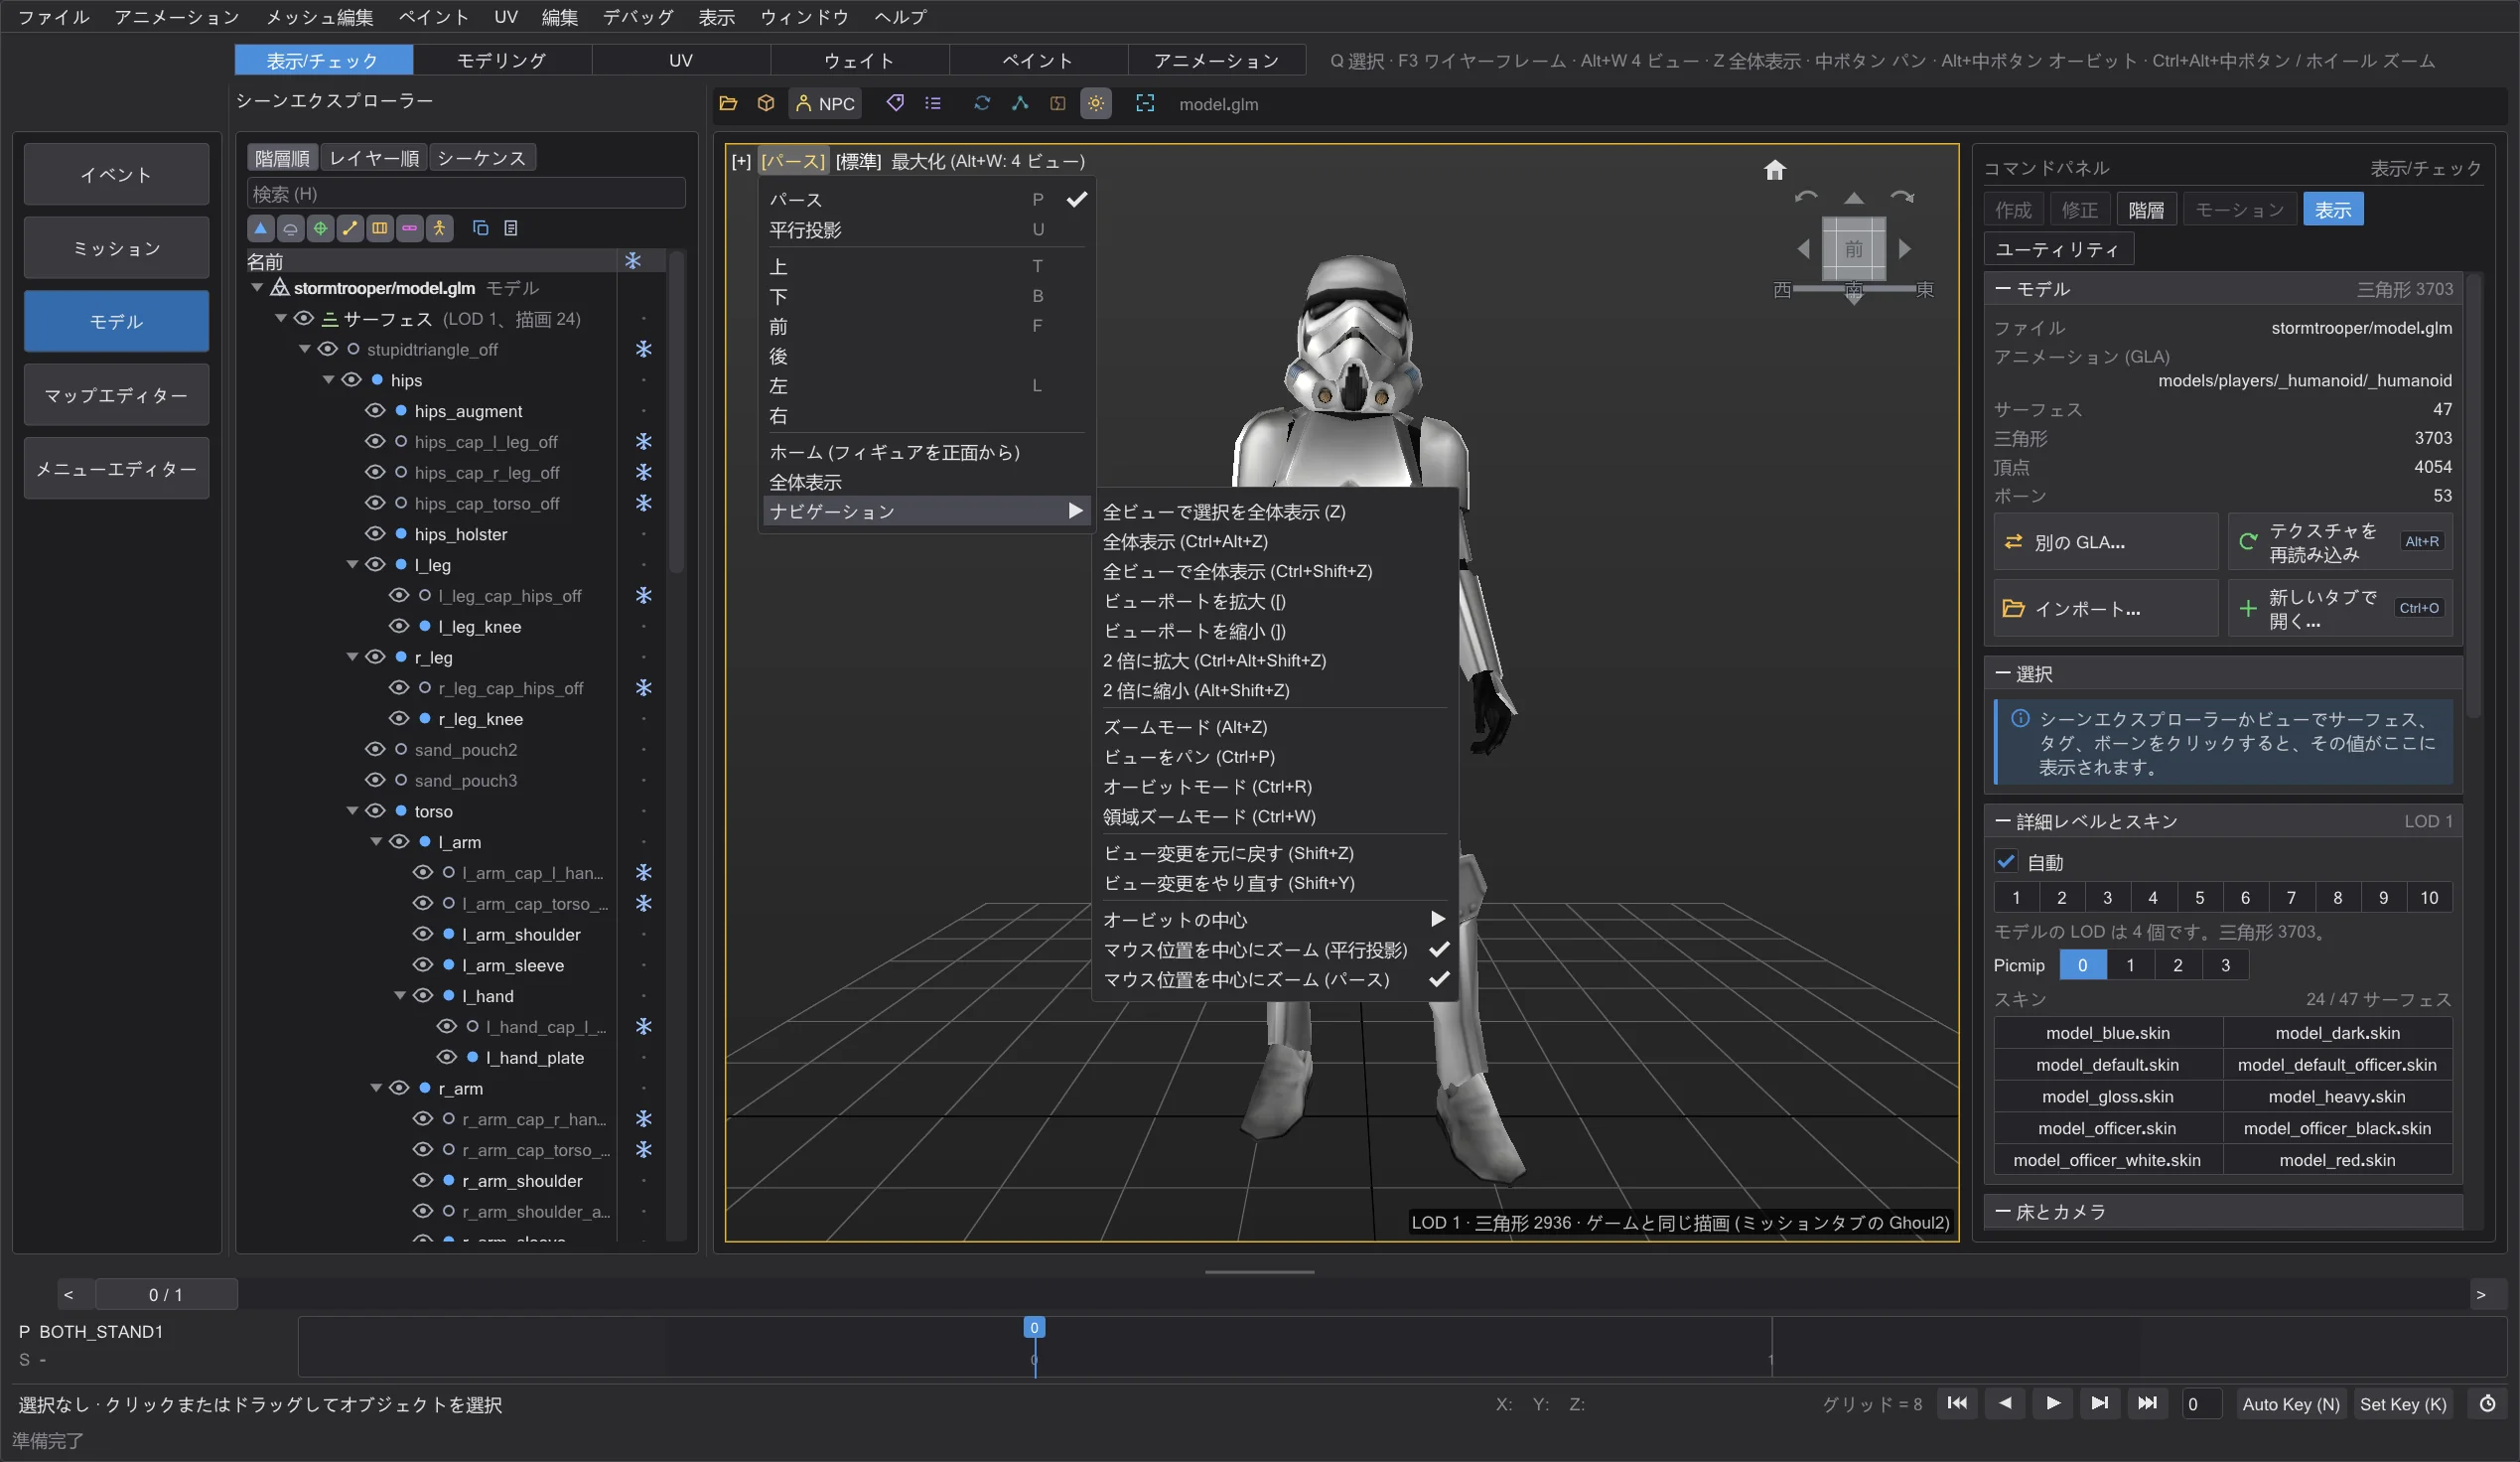 ファイル アニメーション メッシュ編集 ペイント UV 編集 デバッグ 表示 ウィンドウ ヘルプ
表示/チェック モデリング UV ウェイト ペイント アニメーション Q 選択 · F3 ワイヤーフレーム · Alt+W 4 ビュー · Z 全体表示 · 中ボタン パン · Alt+中ボタン オービット · Ctrl+Alt+中ボタン / ホイール ズーム
シーンエクスプローラー
NPC model.glm
イベント
ミッション
モデル
マップエディター
メニューエディター
階層順 レイヤー順 シーケンス
検索 (H)
名前
stormtrooper/model.glm モデル
サーフェス (LOD 1、描画 24)
stupidtriangle_off
hips
hips_augment
hips_cap_l_leg_off
hips_cap_r_leg_off
hips_cap_torso_off
hips_holster
l_leg
l_leg_cap_hips_off
l_leg_knee
r_leg
r_leg_cap_hips_off
r_leg_knee
sand_pouch2
sand_pouch3
torso
l_arm
l_arm_cap_l_han...
l_arm_cap_torso_...
l_arm_shoulder
l_arm_sleeve
l_hand
l_hand_cap_l_...
l_hand_plate
r_arm
r_arm_cap_r_han...
r_arm_cap_torso_...
r_arm_shoulder
r_arm_shoulder_a...
r_arm_sleeve
[+] [パース] [標準] 最大化 (Alt+W: 4 ビュー)
パース P
平行投影 U
上 T
下 B
前 F
後
左 L
右
ホーム (フィギュアを正面から)
全体表示
ナビゲーション
全ビューで選択を全体表示 (Z)
全体表示 (Ctrl+Alt+Z)
全ビューで全体表示 (Ctrl+Shift+Z)
ビューポートを拡大 ([)
ビューポートを縮小 (])
2 倍に拡大 (Ctrl+Alt+Shift+Z)
2 倍に縮小 (Alt+Shift+Z)
ズームモード (Alt+Z)
ビューをパン (Ctrl+P)
オービットモード (Ctrl+R)
領域ズームモード (Ctrl+W)
ビュー変更を元に戻す (Shift+Z)
ビュー変更をやり直す (Shift+Y)
オービットの中心
マウス位置を中心にズーム (平行投影)
マウス位置を中心にズーム (パース)
前
西 南 東
LOD 1 · 三角形 2936 · ゲームと同じ描画 (ミッションタブの Ghoul2)
コマンドパネル 表示/チェック
作成 修正 階層 モーション 表示
ユーティリティ
モデル 三角形 3703
ファイル stormtrooper/model.glm
アニメーション (GLA)
models/players/_humanoid/_humanoid
サーフェス 47
三角形 3703
頂点 4054
ボーン 53
別の GLA...
テクスチャを
再読み込み Alt+R
インポート...
新しいタブで
開く... Ctrl+O
選択
シーンエクスプローラーかビューでサーフェス、
タグ、ボーンをクリックすると、その値がここに
表示されます。
詳細レベルとスキン LOD 1
自動
1 2 3 4 5 6 7 8 9 10
モデルの LOD は 4 個です。三角形 3703。
Picmip 0 1 2 3
スキン 24 / 47 サーフェス
model_blue.skin model_dark.skin
model_default.skin model_default_officer.skin
model_gloss.skin model_heavy.skin
model_officer.skin model_officer_black.skin
model_officer_white.skin model_red.skin
床とカメラ
< 0 / 1 >
P BOTH_STAND1
S -
0
0 1
選択なし · クリックまたはドラッグしてオブジェクトを選択 X: Y: Z: グリッド = 8 0 Auto Key (N) Set Key (K)
準備完了